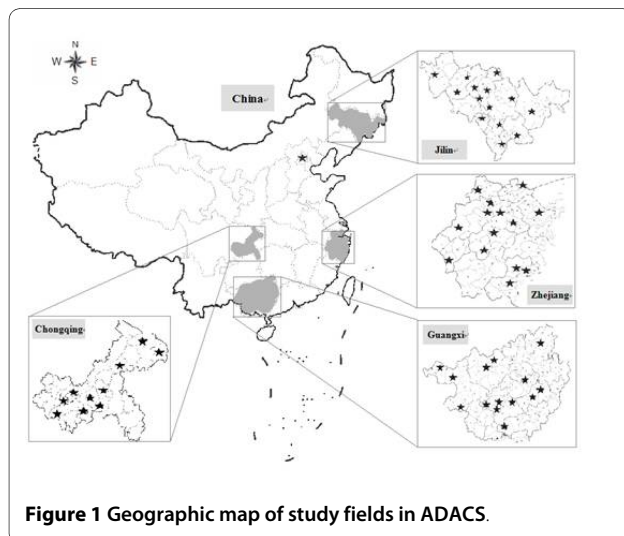 N
W E
S
China
Jilin
Zhejiang
Chongqing
Guangxi
Figure 1 Geographic map of study fields in ADACS.